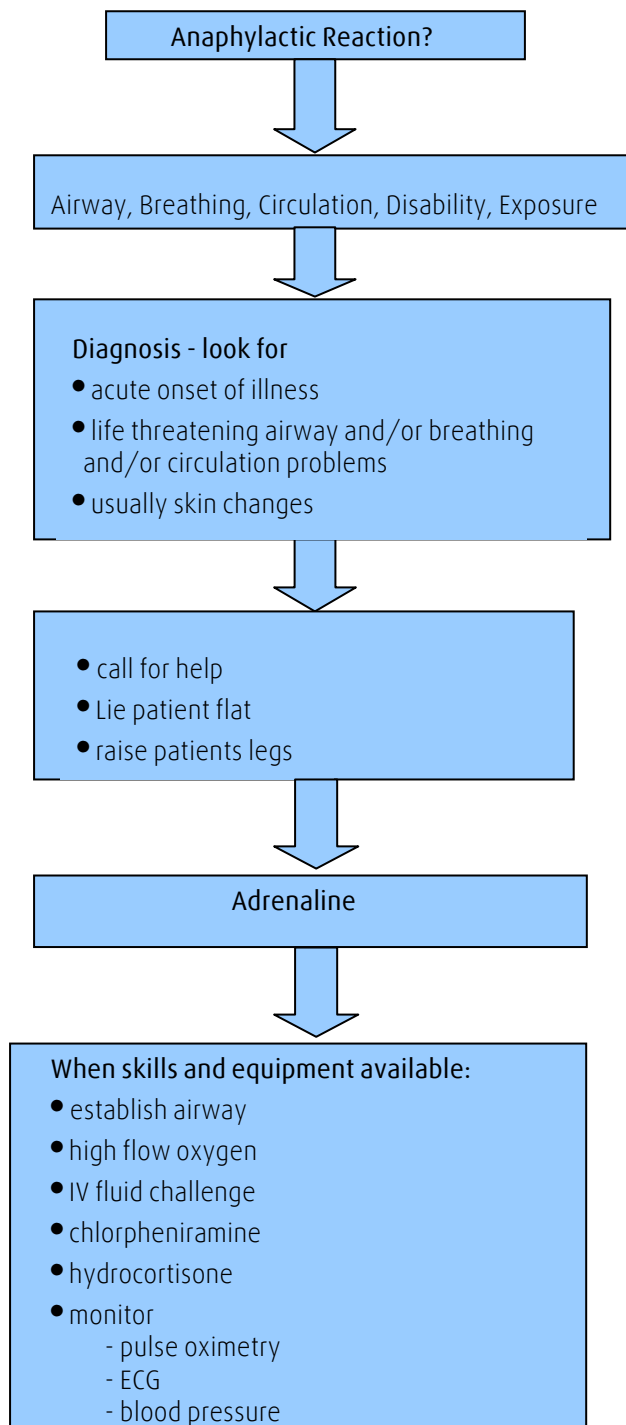 Anaphylactic Reaction?
Airway, Breathing, Circulation, Disability, Exposure
Diagnosis - look for
• acute onset of illness
• life threatening airway and/or breathing
and/or circulation problems
• usually skin changes
• call for help
• Lie patient flat
• raise patients legs
Adrenaline
When skills and equipment available:
• establish airway
• high flow oxygen
• IV fluid challenge
• chlorpheniramine
• hydrocortisone
• monitor
- pulse oximetry
- ECG
- blood pressure